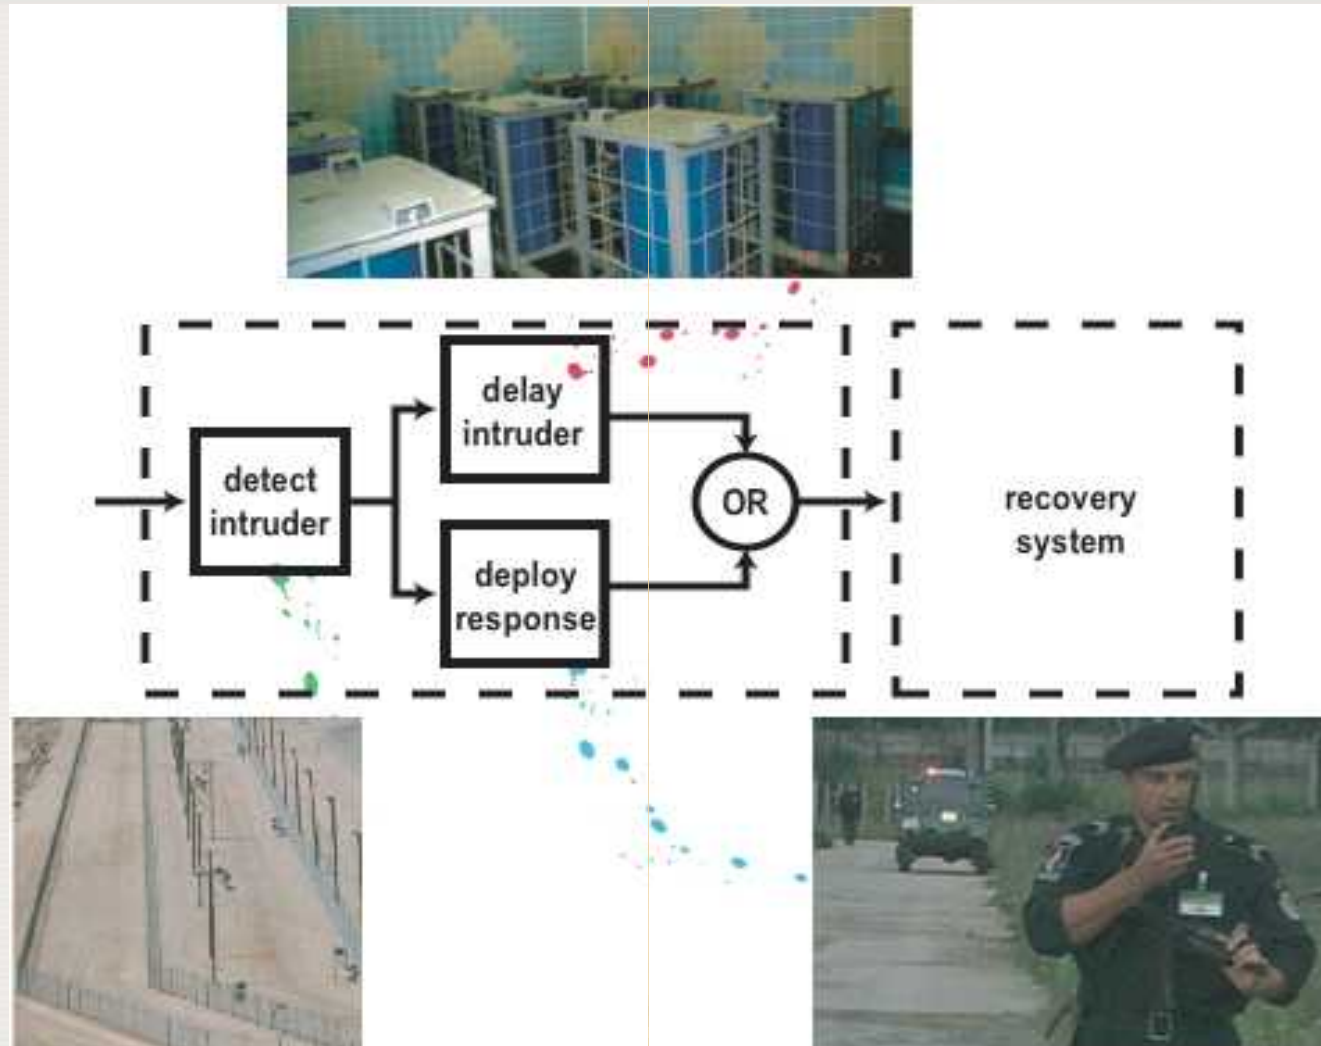 delay
intruder
detect
intruder
OR
deploy
response
recovery
system